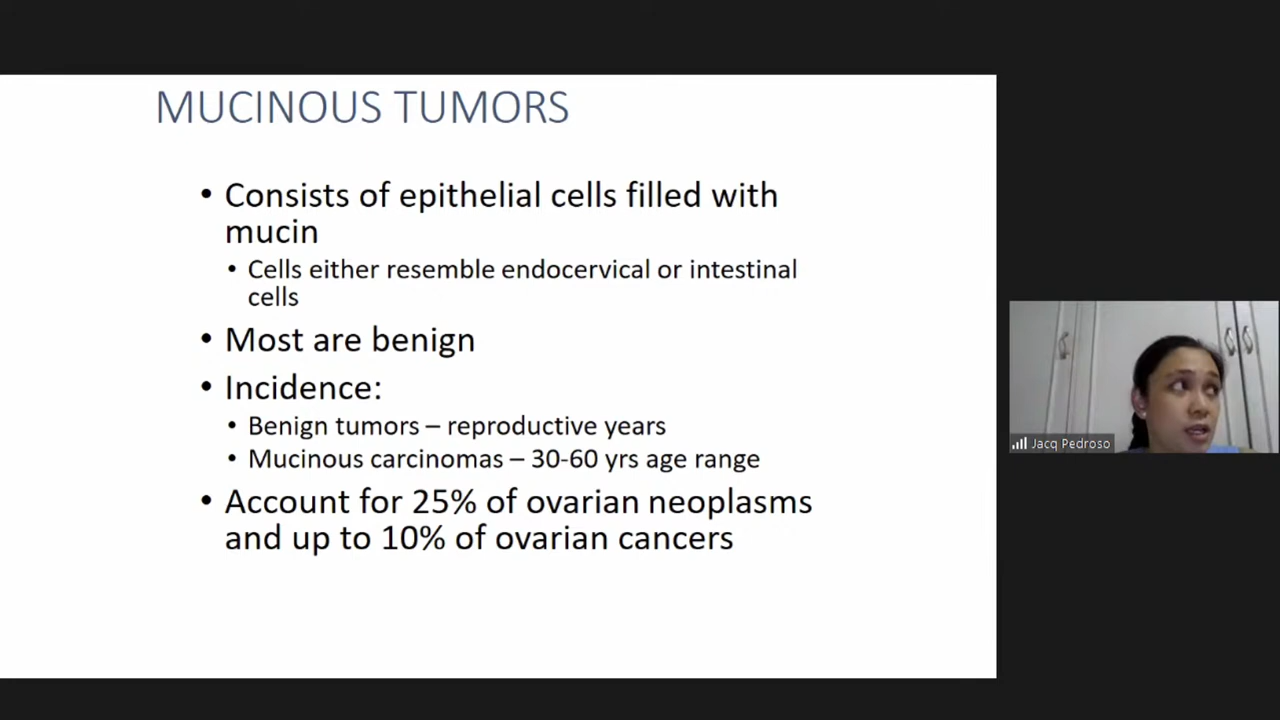 MUCINOUS TUMORS
• Consists of epithelial cells filled with
mucin
• Cells either resemble endocervical or intestinal
cells
• Most are benign
• Incidence:
• Benign tumors – reproductive years
• Mucinous carcinomas – 30-60 yrs age range
• Account for 25% of ovarian neoplasms
and up to 10% of ovarian cancers
Jacq Pedroso